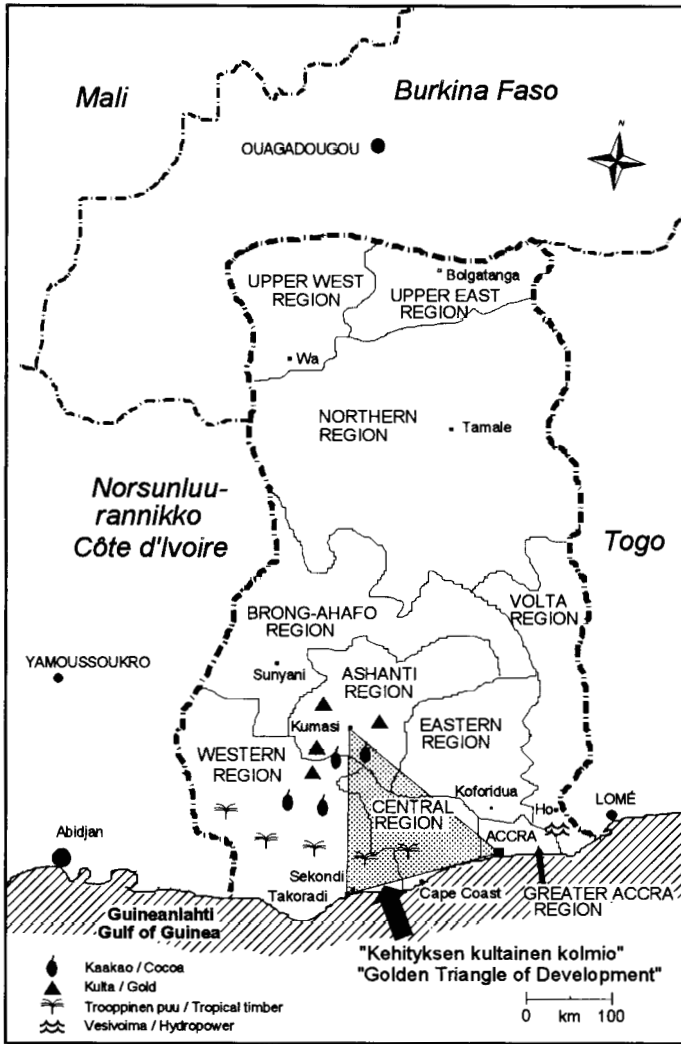 Mali
Burkina Faso
N
OUAGADOUGOU
UPPER WEST
REGION
Bolgatanga
UPPER EAST
REGION
Wa
NORTHERN
REGION
Tamale
Norsunluu-
rannikko
Côte d'Ivoire
Togo
VOLTA
REGION
BRONG-AHAFO
REGION
YAMOUSSOUKRO
Sunyani
ASHANTI
REGION
Kumasi
EASTERN
REGION
WESTERN
REGION
CENTRAL
REGION
Koforidua
Ho
LOMÉ
Abidjan
ACCRA
Sekondi
Takoradi
Cape Coast
GREATER ACCRA
REGION
Guineanlahti
Gulf of Guinea
"Kehityksen kultainen kolmio"
"Golden Triangle of Development"
Kaakao / Cocoa
Kulta / Gold
Trooppinen puu / Tropical timber
Vesivoima / Hydropower
0 km 100